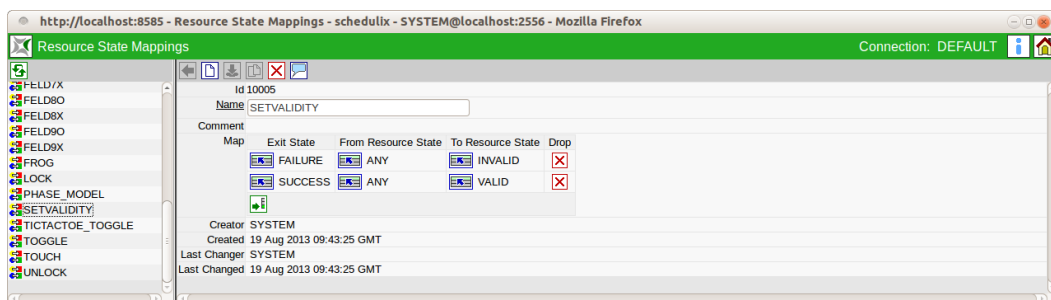 http://localhost:8585 - Resource State Mappings - schedulix - SYSTEM@localhost:2556 - Mozilla Firefox
Resource State Mappings
Connection: DEFAULT
FELD7X
FELD8O
FELD8X
FELD9O
FELD9X
FROG
LOCK
PHASE_MODEL
SETVALIDITY
TICTACTOE_TOGGLE
TOGGLE
TOUCH
UNLOCK
Id 10005
Name SETVALIDITY
Comment
Map Exit State From Resource State To Resource State Drop
FAILURE ANY INVALID
SUCCESS ANY VALID
Creator SYSTEM
Created 19 Aug 2013 09:43:25 GMT
Last Changer SYSTEM
Last Changed 19 Aug 2013 09:43:25 GMT